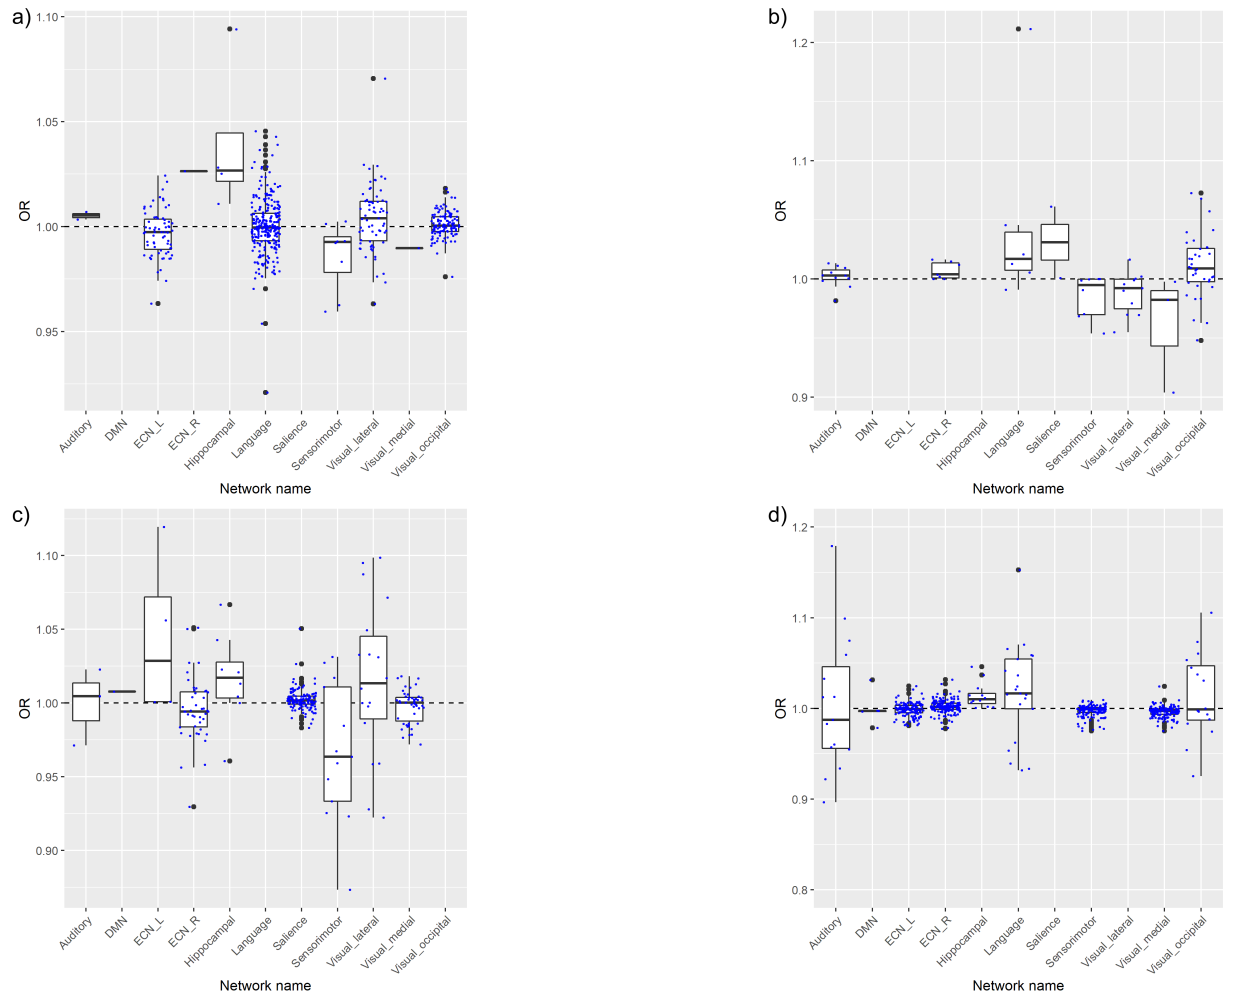 a)
1.10
1.05
1.00
0.95
OR
Auditory
DMN
ECN_L
ECN_R
Hippocampal
Language
Salience
Sensorimotor
Visual_lateral
Visual_medial
Visual_occipital
Network name
b)
1.2
1.1
1.0
0.9
OR
Auditory
DMN
ECN_L
ECN_R
Hippocampal
Language
Salience
Sensorimotor
Visual_lateral
Visual_medial
Visual_occipital
Network name
c)
1.10
1.05
1.00
0.95
0.90
OR
Auditory
DMN
ECN_L
ECN_R
Hippocampal
Language
Salience
Sensorimotor
Visual_lateral
Visual_medial
Visual_occipital
Network name
d)
1.2
1.1
1.0
0.9
0.8
OR
Auditory
DMN
ECN_L
ECN_R
Hippocampal
Language
Salience
Sensorimotor
Visual_lateral
Visual_medial
Visual_occipital
Network name